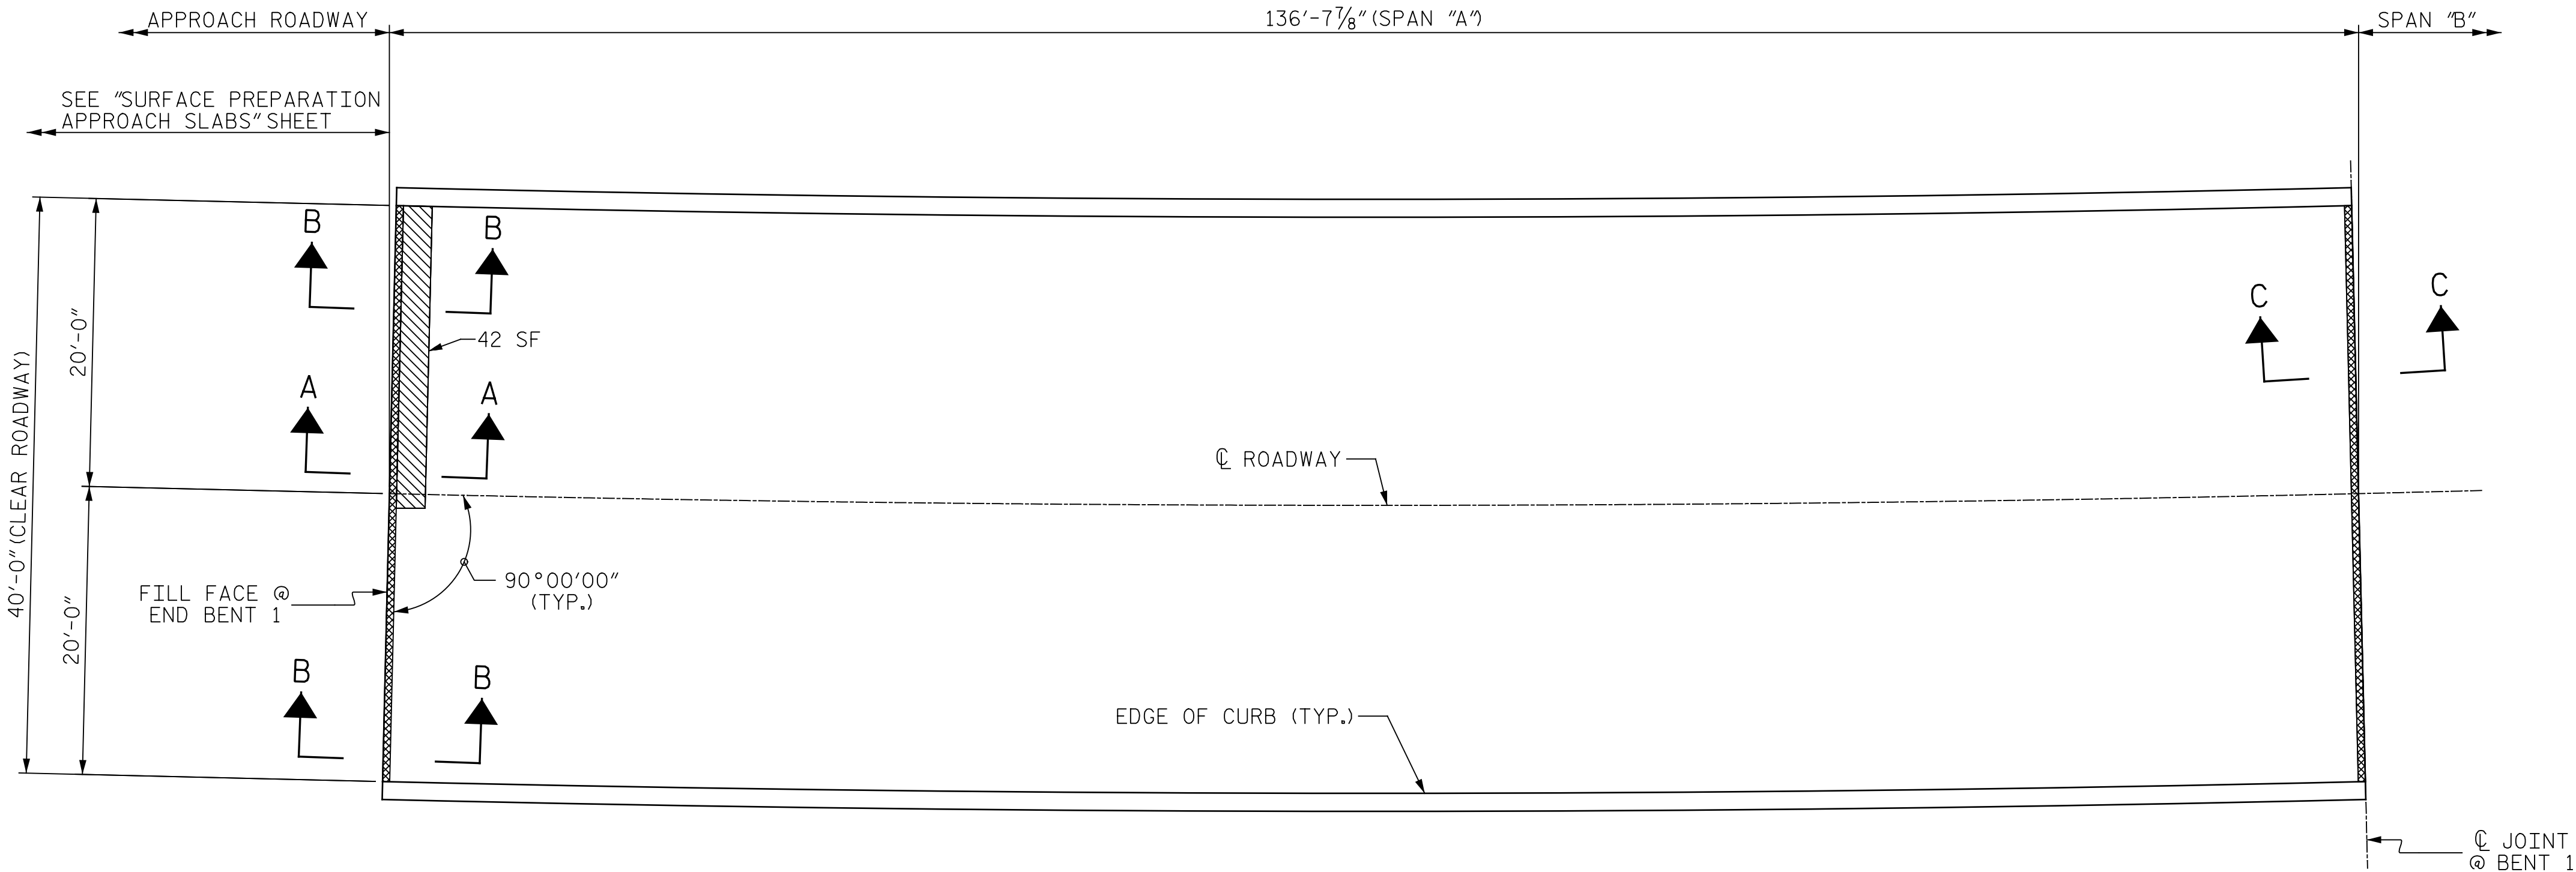 APPROACH ROADWAY
136'-7 7/8" (SPAN "A")
SPAN "B"
SEE "SURFACE PREPARATION
APPROACH SLABS" SHEET
B
B
C
C
20'-0"
42 SF
A
A
40'-0" (CLEAR ROADWAY)
℄ ROADWAY
90°00'00"
(TYP.)
FILL FACE @
END BENT 1
20'-0"
B
B
EDGE OF CURB (TYP.)
℄ JOINT
@ BENT 1